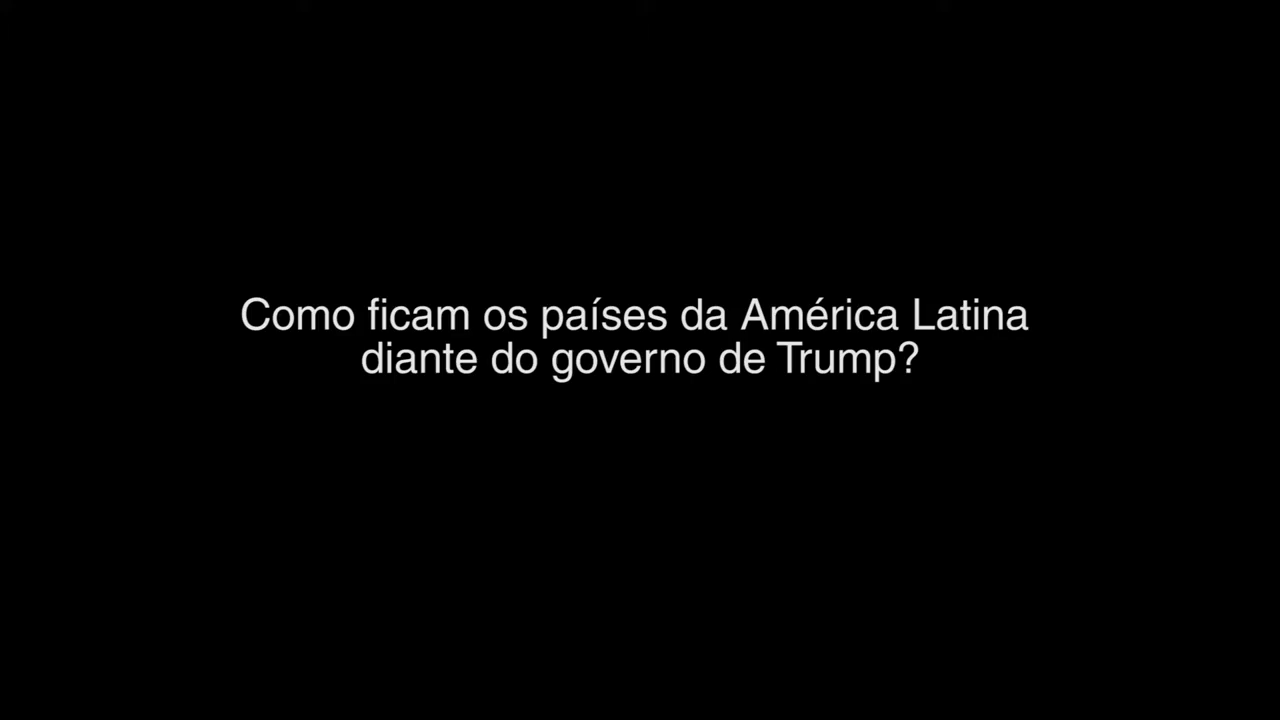 Como ficam os países da América Latina
diante do governo de Trump?